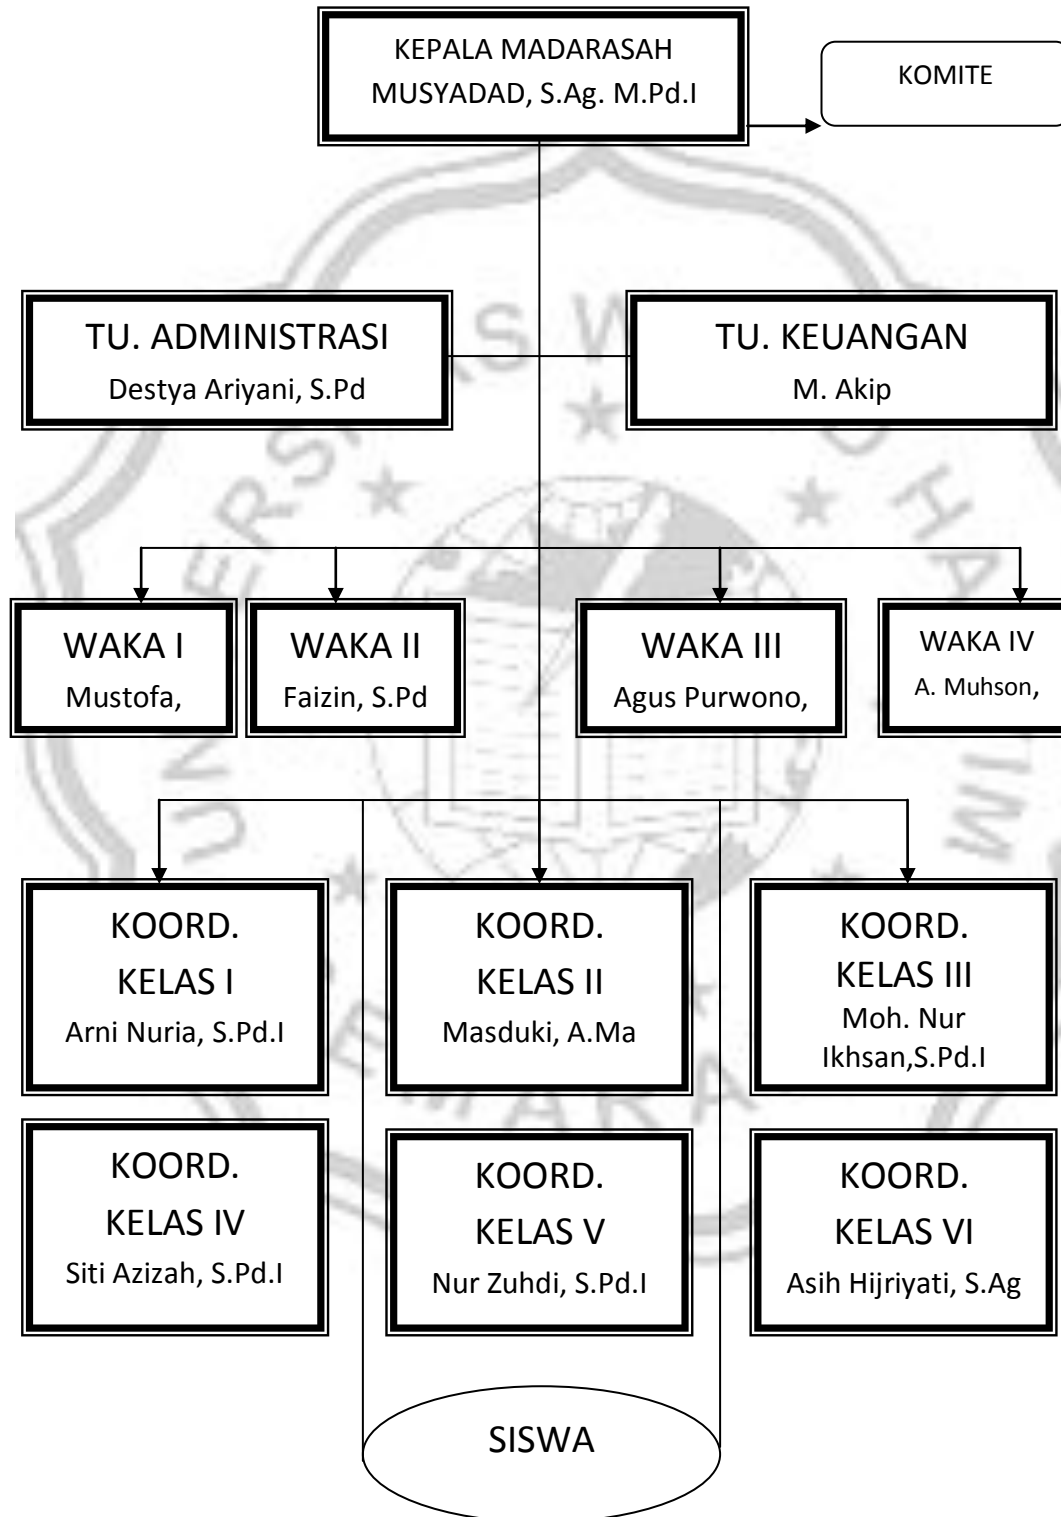 KEPALA MADARASAH
MUSYADAD, S.Ag. M.Pd.I
KOMITE
TU. ADMINISTRASI
Destya Ariyani, S.Pd
TU. KEUANGAN
M. Akip
WAKA I
Mustofa,
WAKA II
Faizin, S.Pd
WAKA III
Agus Purwono,
WAKA IV
A. Muhson,
KOORD.
KELAS I
Arni Nuria, S.Pd.I
KOORD.
KELAS II
Masduki, A.Ma
KOORD.
KELAS III
Moh. Nur
Ikhsan,S.Pd.I
KOORD.
KELAS IV
Siti Azizah, S.Pd.I
KOORD.
KELAS V
Nur Zuhdi, S.Pd.I
KOORD.
KELAS VI
Asih Hijriyati, S.Ag
SISWA